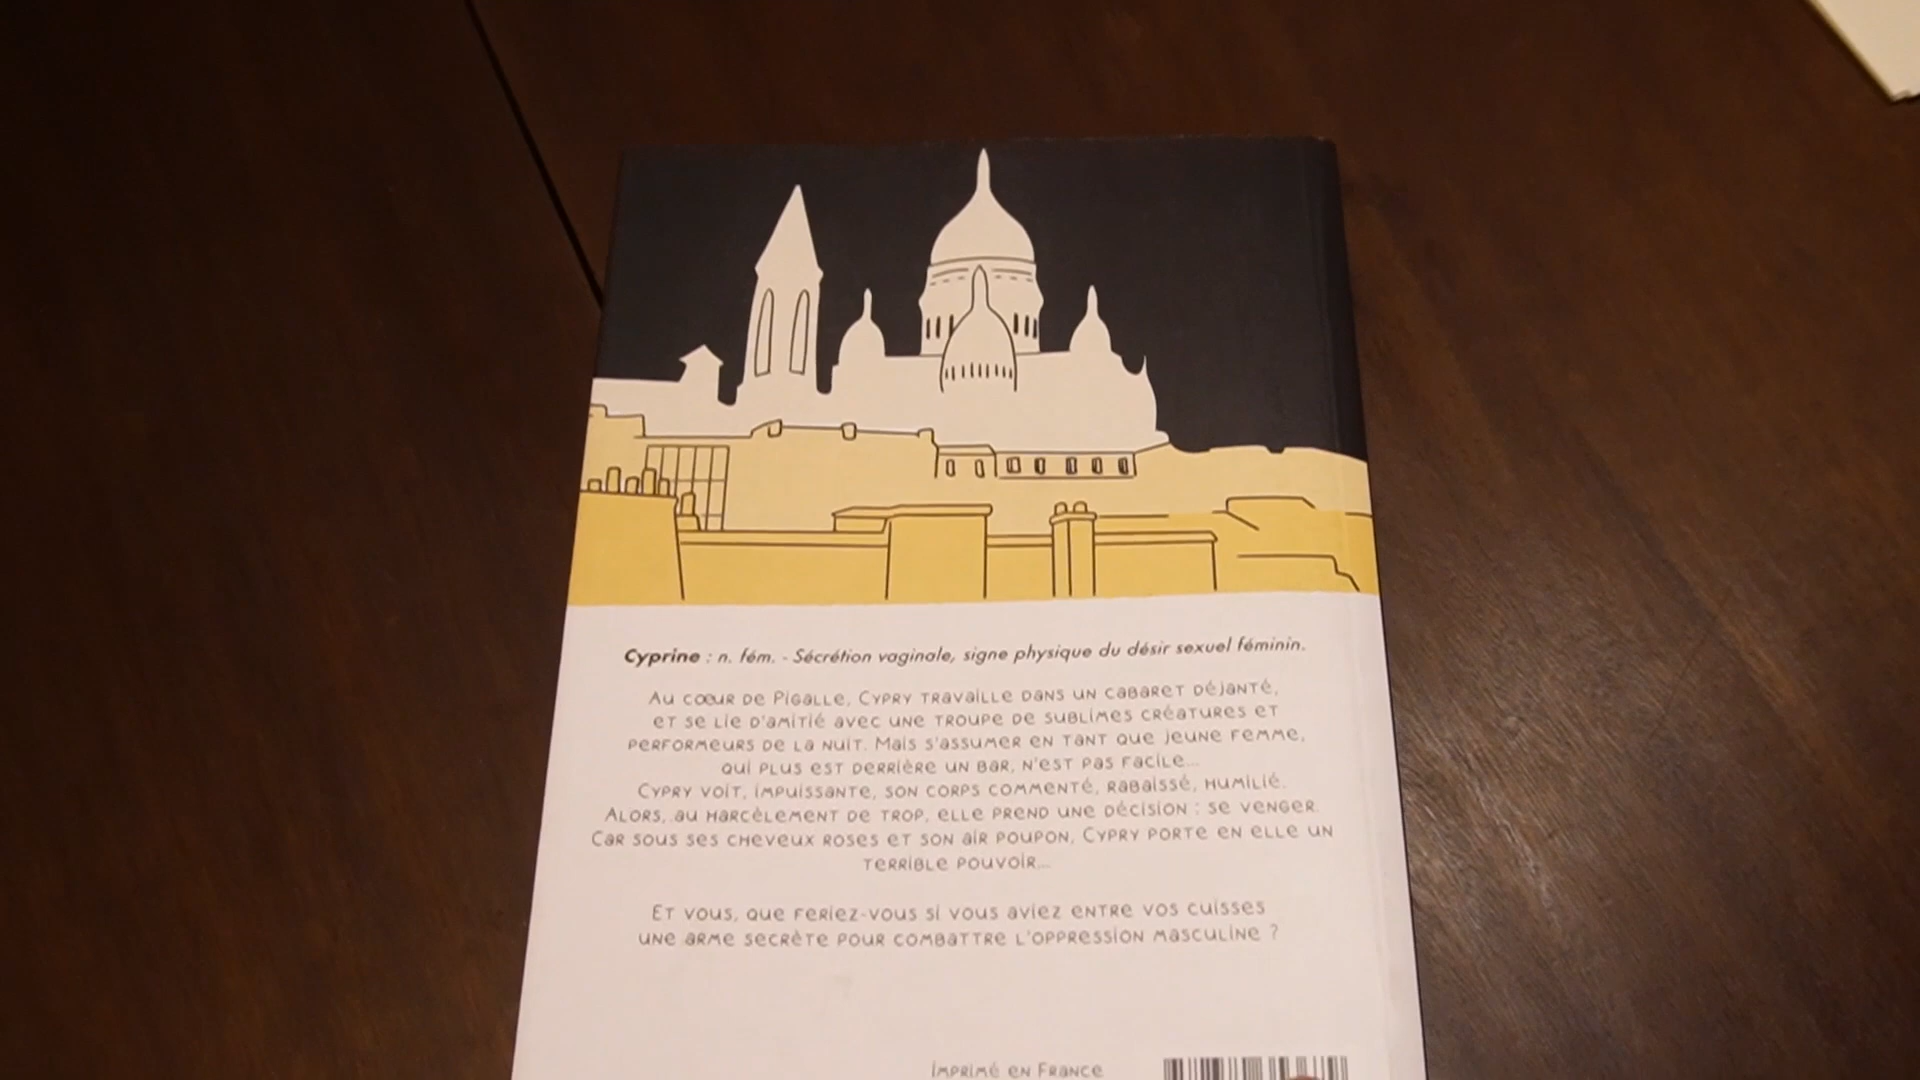 Cyprine : n. fém. - Sécrétion vaginale, signe physique du désir sexuel féminin.
Au cœur de Pigalle, Cypry travaille dans un cabaret déjanté,
et se lie d'amitié avec une troupe de sublimes créatures et
performeurs de la nuit. Mais s'assumer en tant que jeune femme,
qui plus est derrière un bar, n'est pas facile...
Cypry voit, impuissante, son corps commenté, rabaissé, humilié.
Alors, au harcèlement de trop, elle prend une décision : se venger.
Car sous ses cheveux roses et son air poupon, Cypry porte en elle un
terrible pouvoir...
Et vous, que feriez-vous si vous aviez entre vos cuisses
une arme secrète pour combattre l'oppression masculine ?
Imprimé en France